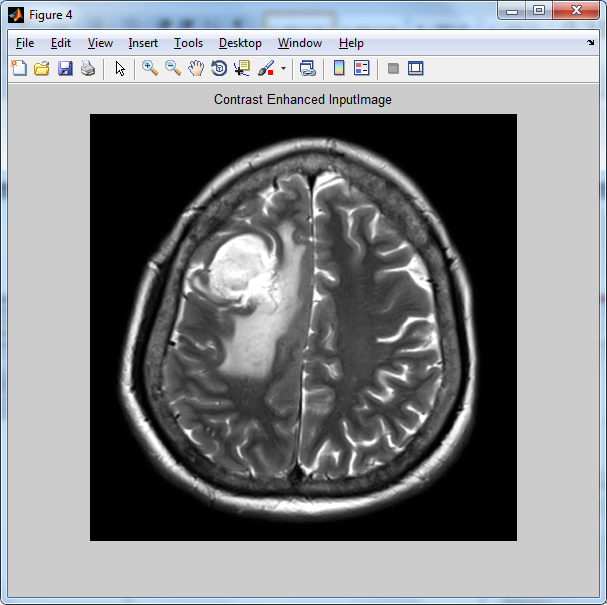 Figure 4
File Edit View Insert Tools Desktop Window Help
Contrast Enhanced InputImage